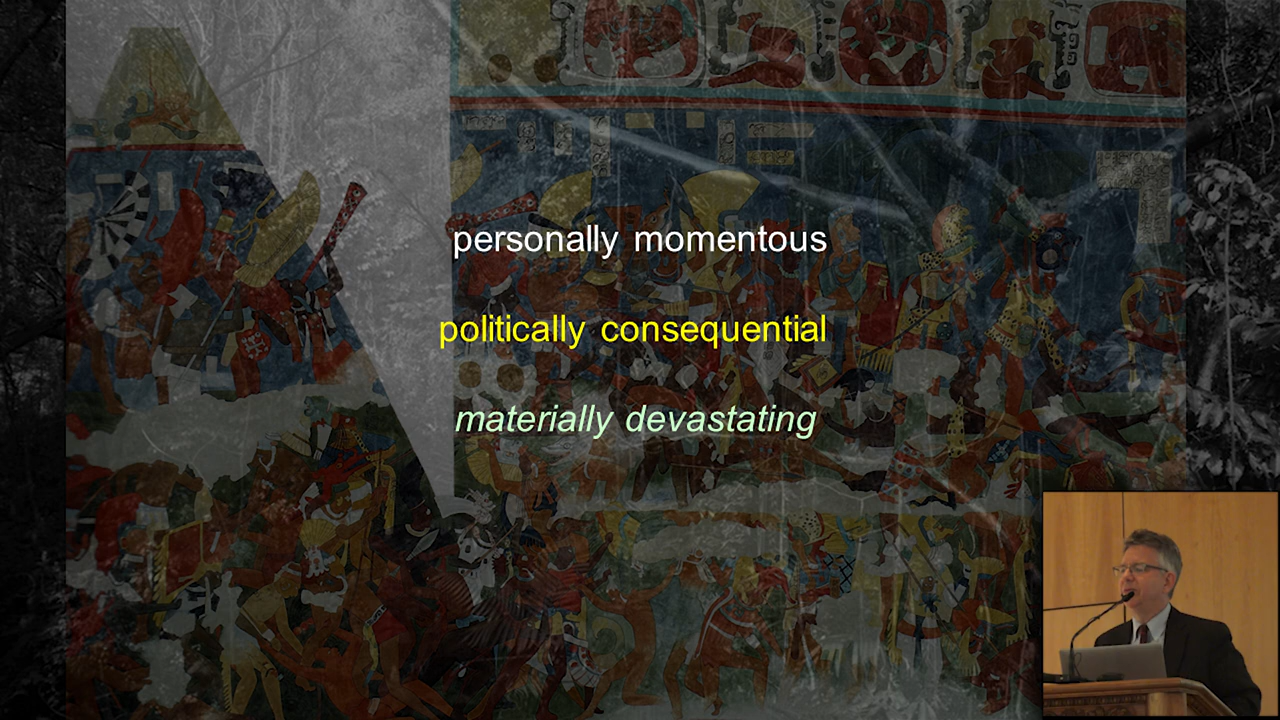 personally momentous
politically consequential
materially devastating